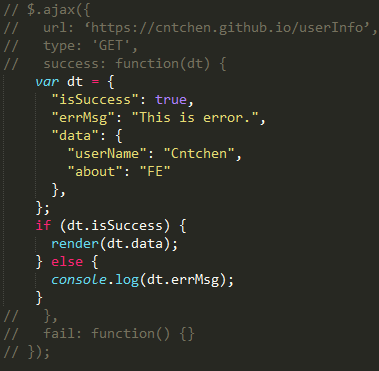 // $.ajax({
//   url: ‘https://cntchen.github.io/userInfo’,
//   type: 'GET',
//   success: function(dt) {
    var dt = {
      "isSuccess": true,
      "errMsg": "This is error.",
      "data": {
        "userName": "Cntchen",
        "about": "FE"
      },
    };
    if (dt.isSuccess) {
      render(dt.data);
    } else {
      console.log(dt.errMsg);
    }
//   },
//   fail: function() {}
// });